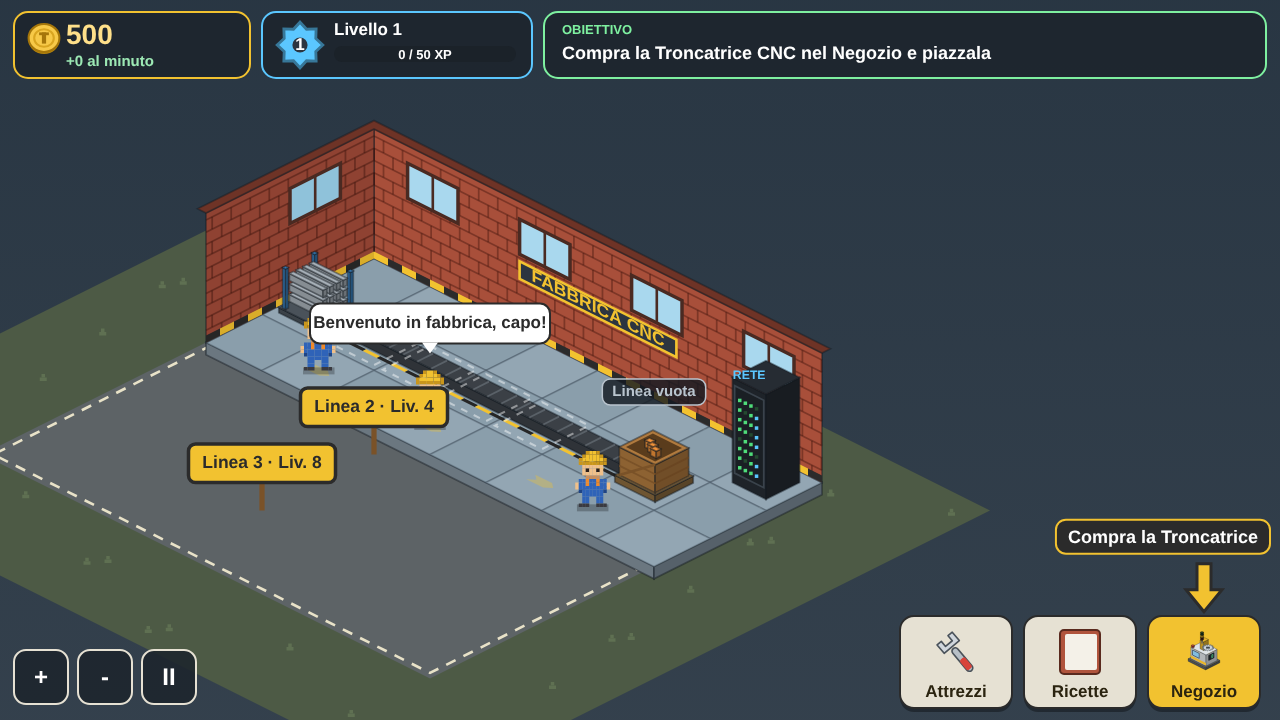 500
+0 al minuto
1
Livello 1
0 / 50 XP
OBIETTIVO
Compra la Troncatrice CNC nel Negozio e piazzala
FABBRICA CNC
Benvenuto in fabbrica, capo!
RETE
Linea vuota
Linea 2 · Liv. 4
Linea 3 · Liv. 8
Compra la Troncatrice
+
-
II
Attrezzi
Ricette
Negozio